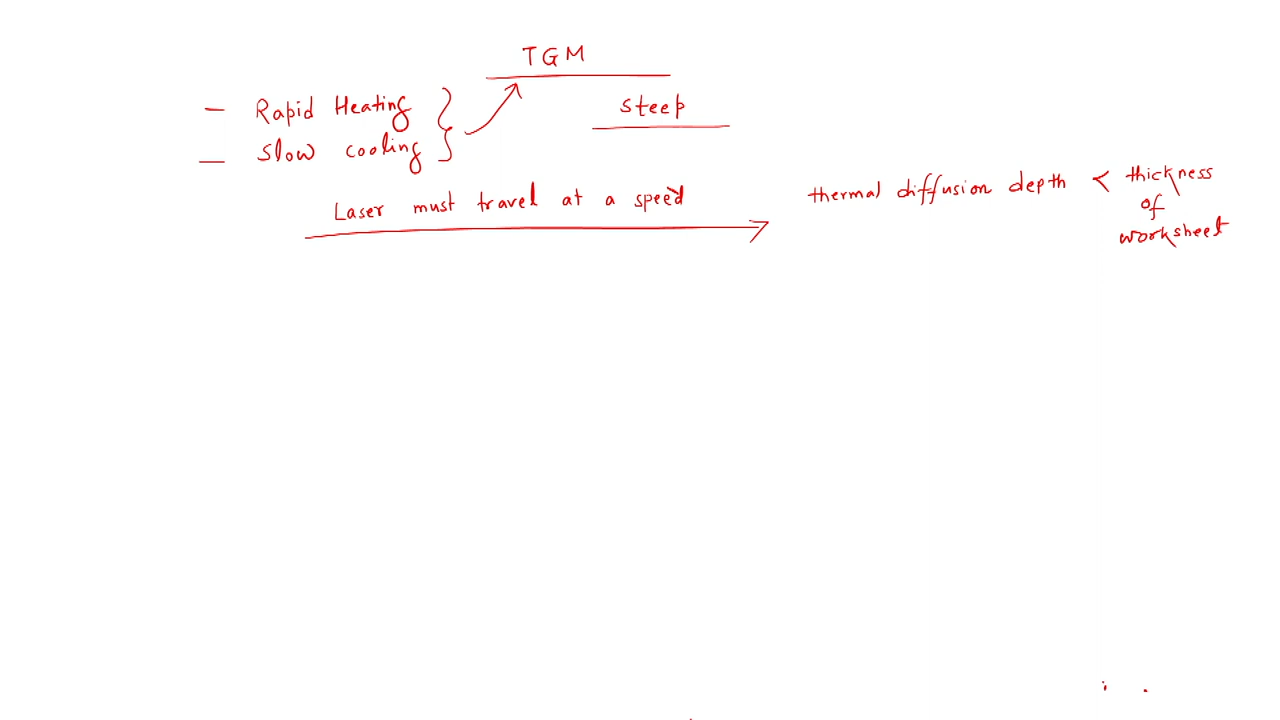 TGM
- Rapid Heating
steep
- slow cooling
Laser must travel at a speed
thermal diffusion depth < thickness
of
worksheet